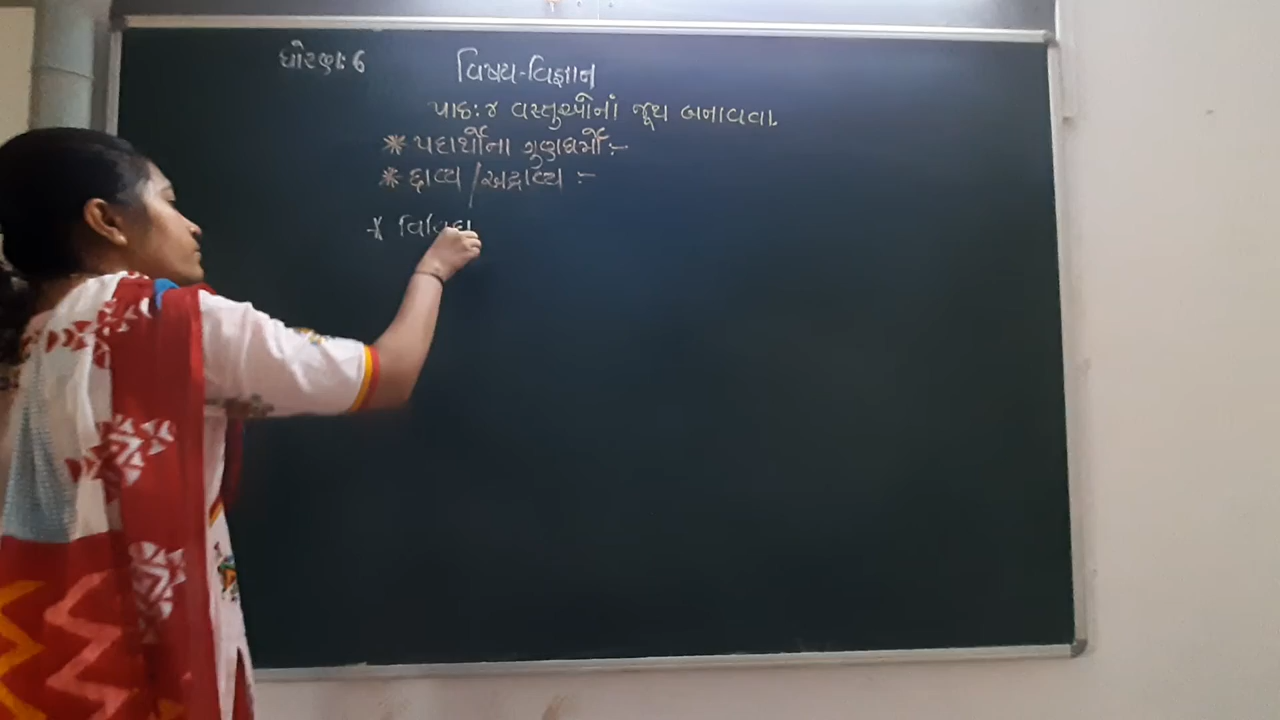 ધોરણ: 6
વિષય-વિજ્ઞાન
પાઠ: ૪ વસ્તુઓનાં જૂથ બનાવવા.
* પદાર્થોના ગુણધર્મો :-
* દ્રાવ્ય / અદ્રાવ્ય :-
* વિવિધ